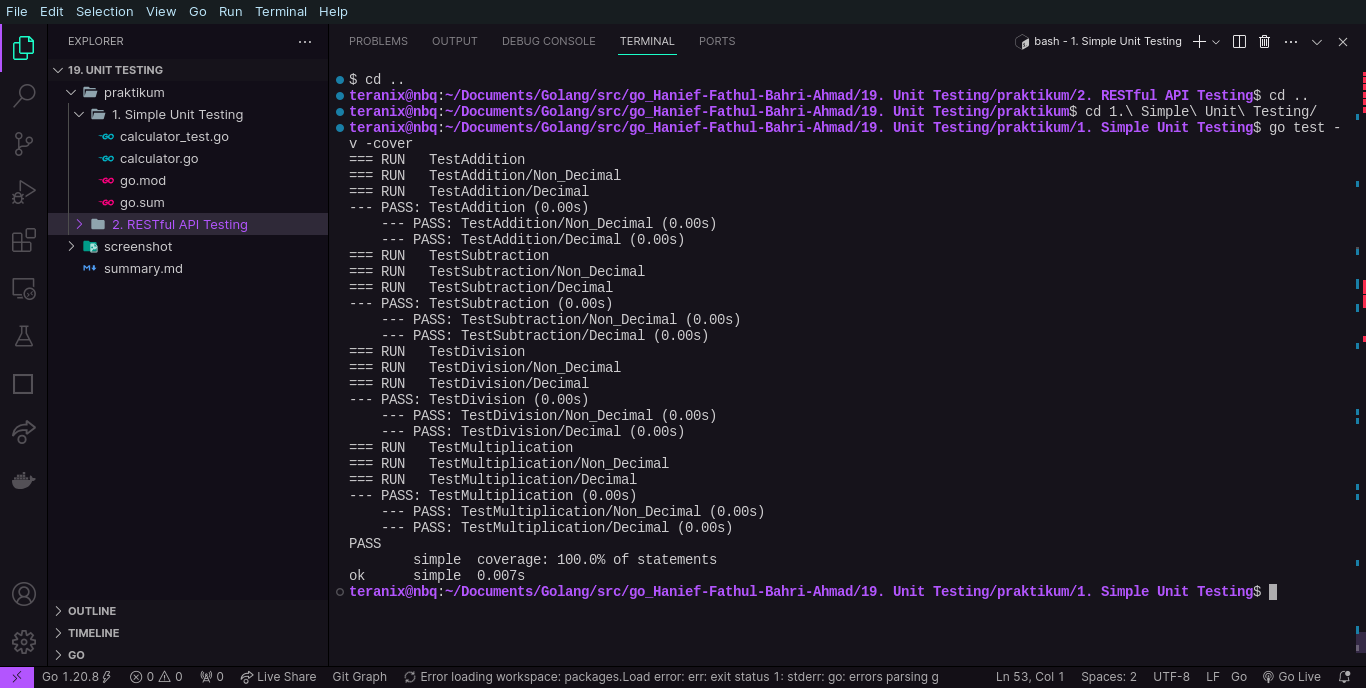 File Edit Selection View Go Run Terminal Help
EXPLORER
19. UNIT TESTING
praktikum
1. Simple Unit Testing
calculator_test.go
calculator.go
go.mod
go.sum
2. RESTful API Testing
screenshot
summary.md
OUTLINE
TIMELINE
GO
PROBLEMS OUTPUT DEBUG CONSOLE TERMINAL PORTS
bash - 1. Simple Unit Testing
$ cd ..
teranix@nbq:~/Documents/Golang/src/go_Hanief-Fathul-Bahri-Ahmad/19. Unit Testing/praktikum/2. RESTful API Testing$ cd ..
teranix@nbq:~/Documents/Golang/src/go_Hanief-Fathul-Bahri-Ahmad/19. Unit Testing/praktikum$ cd 1.\ Simple\ Unit\ Testing/
teranix@nbq:~/Documents/Golang/src/go_Hanief-Fathul-Bahri-Ahmad/19. Unit Testing/praktikum/1. Simple Unit Testing$ go test -
v -cover
=== RUN   TestAddition
=== RUN   TestAddition/Non_Decimal
=== RUN   TestAddition/Decimal
--- PASS: TestAddition (0.00s)
    --- PASS: TestAddition/Non_Decimal (0.00s)
    --- PASS: TestAddition/Decimal (0.00s)
=== RUN   TestSubtraction
=== RUN   TestSubtraction/Non_Decimal
=== RUN   TestSubtraction/Decimal
--- PASS: TestSubtraction (0.00s)
    --- PASS: TestSubtraction/Non_Decimal (0.00s)
    --- PASS: TestSubtraction/Decimal (0.00s)
=== RUN   TestDivision
=== RUN   TestDivision/Non_Decimal
=== RUN   TestDivision/Decimal
--- PASS: TestDivision (0.00s)
    --- PASS: TestDivision/Non_Decimal (0.00s)
    --- PASS: TestDivision/Decimal (0.00s)
=== RUN   TestMultiplication
=== RUN   TestMultiplication/Non_Decimal
=== RUN   TestMultiplication/Decimal
--- PASS: TestMultiplication (0.00s)
    --- PASS: TestMultiplication/Non_Decimal (0.00s)
    --- PASS: TestMultiplication/Decimal (0.00s)
PASS
        simple  coverage: 100.0% of statements
ok      simple  0.007s
teranix@nbq:~/Documents/Golang/src/go_Hanief-Fathul-Bahri-Ahmad/19. Unit Testing/praktikum/1. Simple Unit Testing$
Go 1.20.8 0 0 0 Live Share Git Graph Error loading workspace: packages.Load error: err: exit status 1: stderr: go: errors parsing g Ln 53, Col 1 Spaces: 2 UTF-8 LF Go Go Live